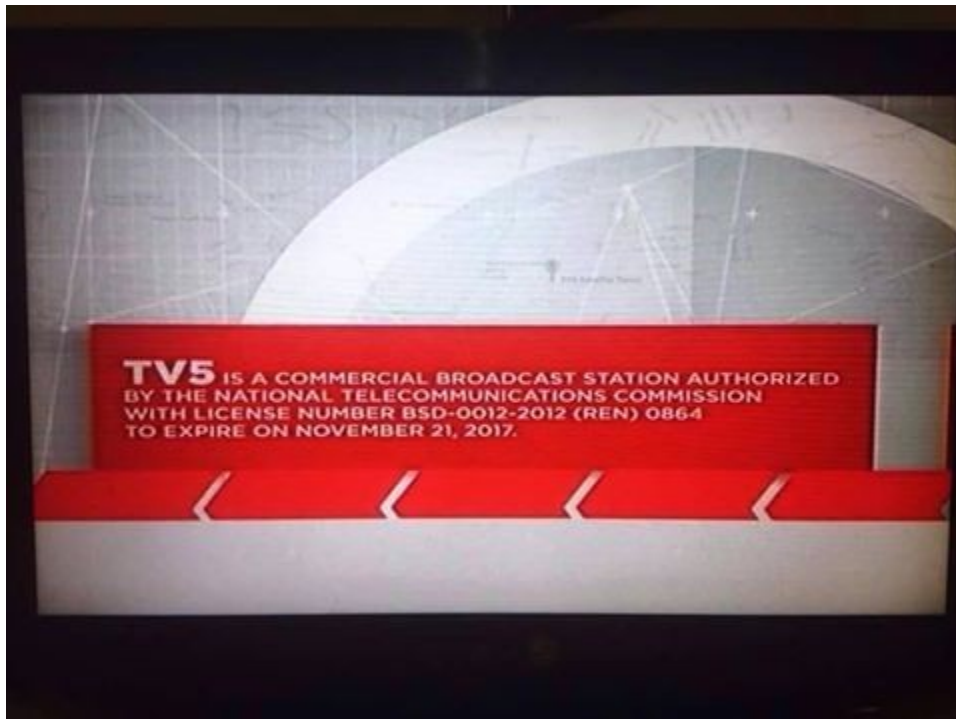 TV5 IS A COMMERCIAL BROADCAST STATION AUTHORIZED
BY THE NATIONAL TELECOMMUNICATIONS COMMISSION
WITH LICENSE NUMBER BSD-0012-2012 (REN) 0864
TO EXPIRE ON NOVEMBER 21, 2017.